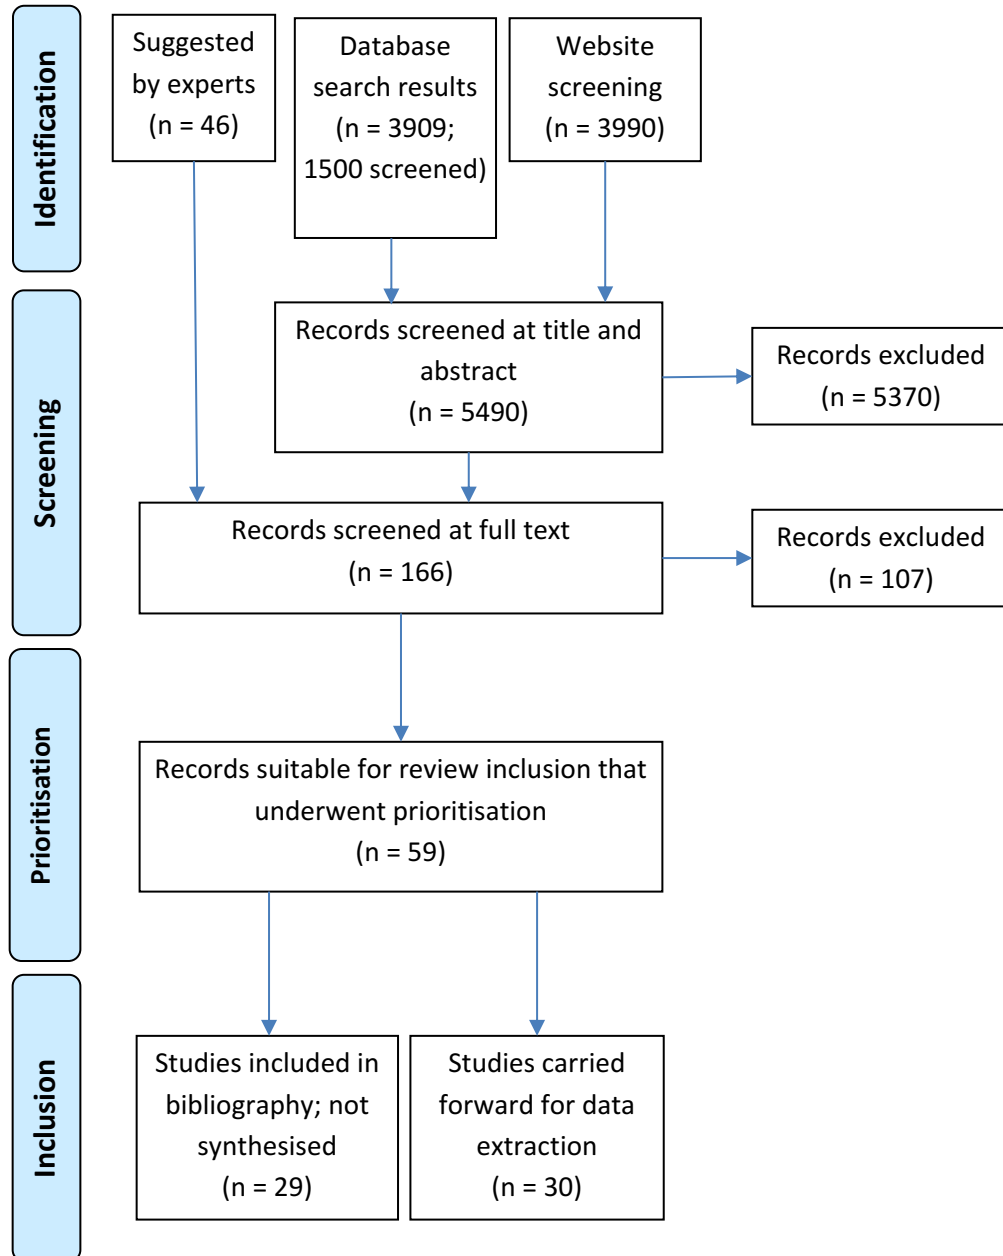 Identification
Suggested
by experts
(n = 46)
Database
search results
(n = 3909;
1500 screened)
Website
screening
(n = 3990)
Screening
Records screened at title and
abstract
(n = 5490)
Records excluded
(n = 5370)
Records screened at full text
(n = 166)
Records excluded
(n = 107)
Prioritisation
Records suitable for review inclusion that
underwent prioritisation
(n = 59)
Inclusion
Studies included in
bibliography; not
synthesised
(n = 29)
Studies carried
forward for data
extraction
(n = 30)